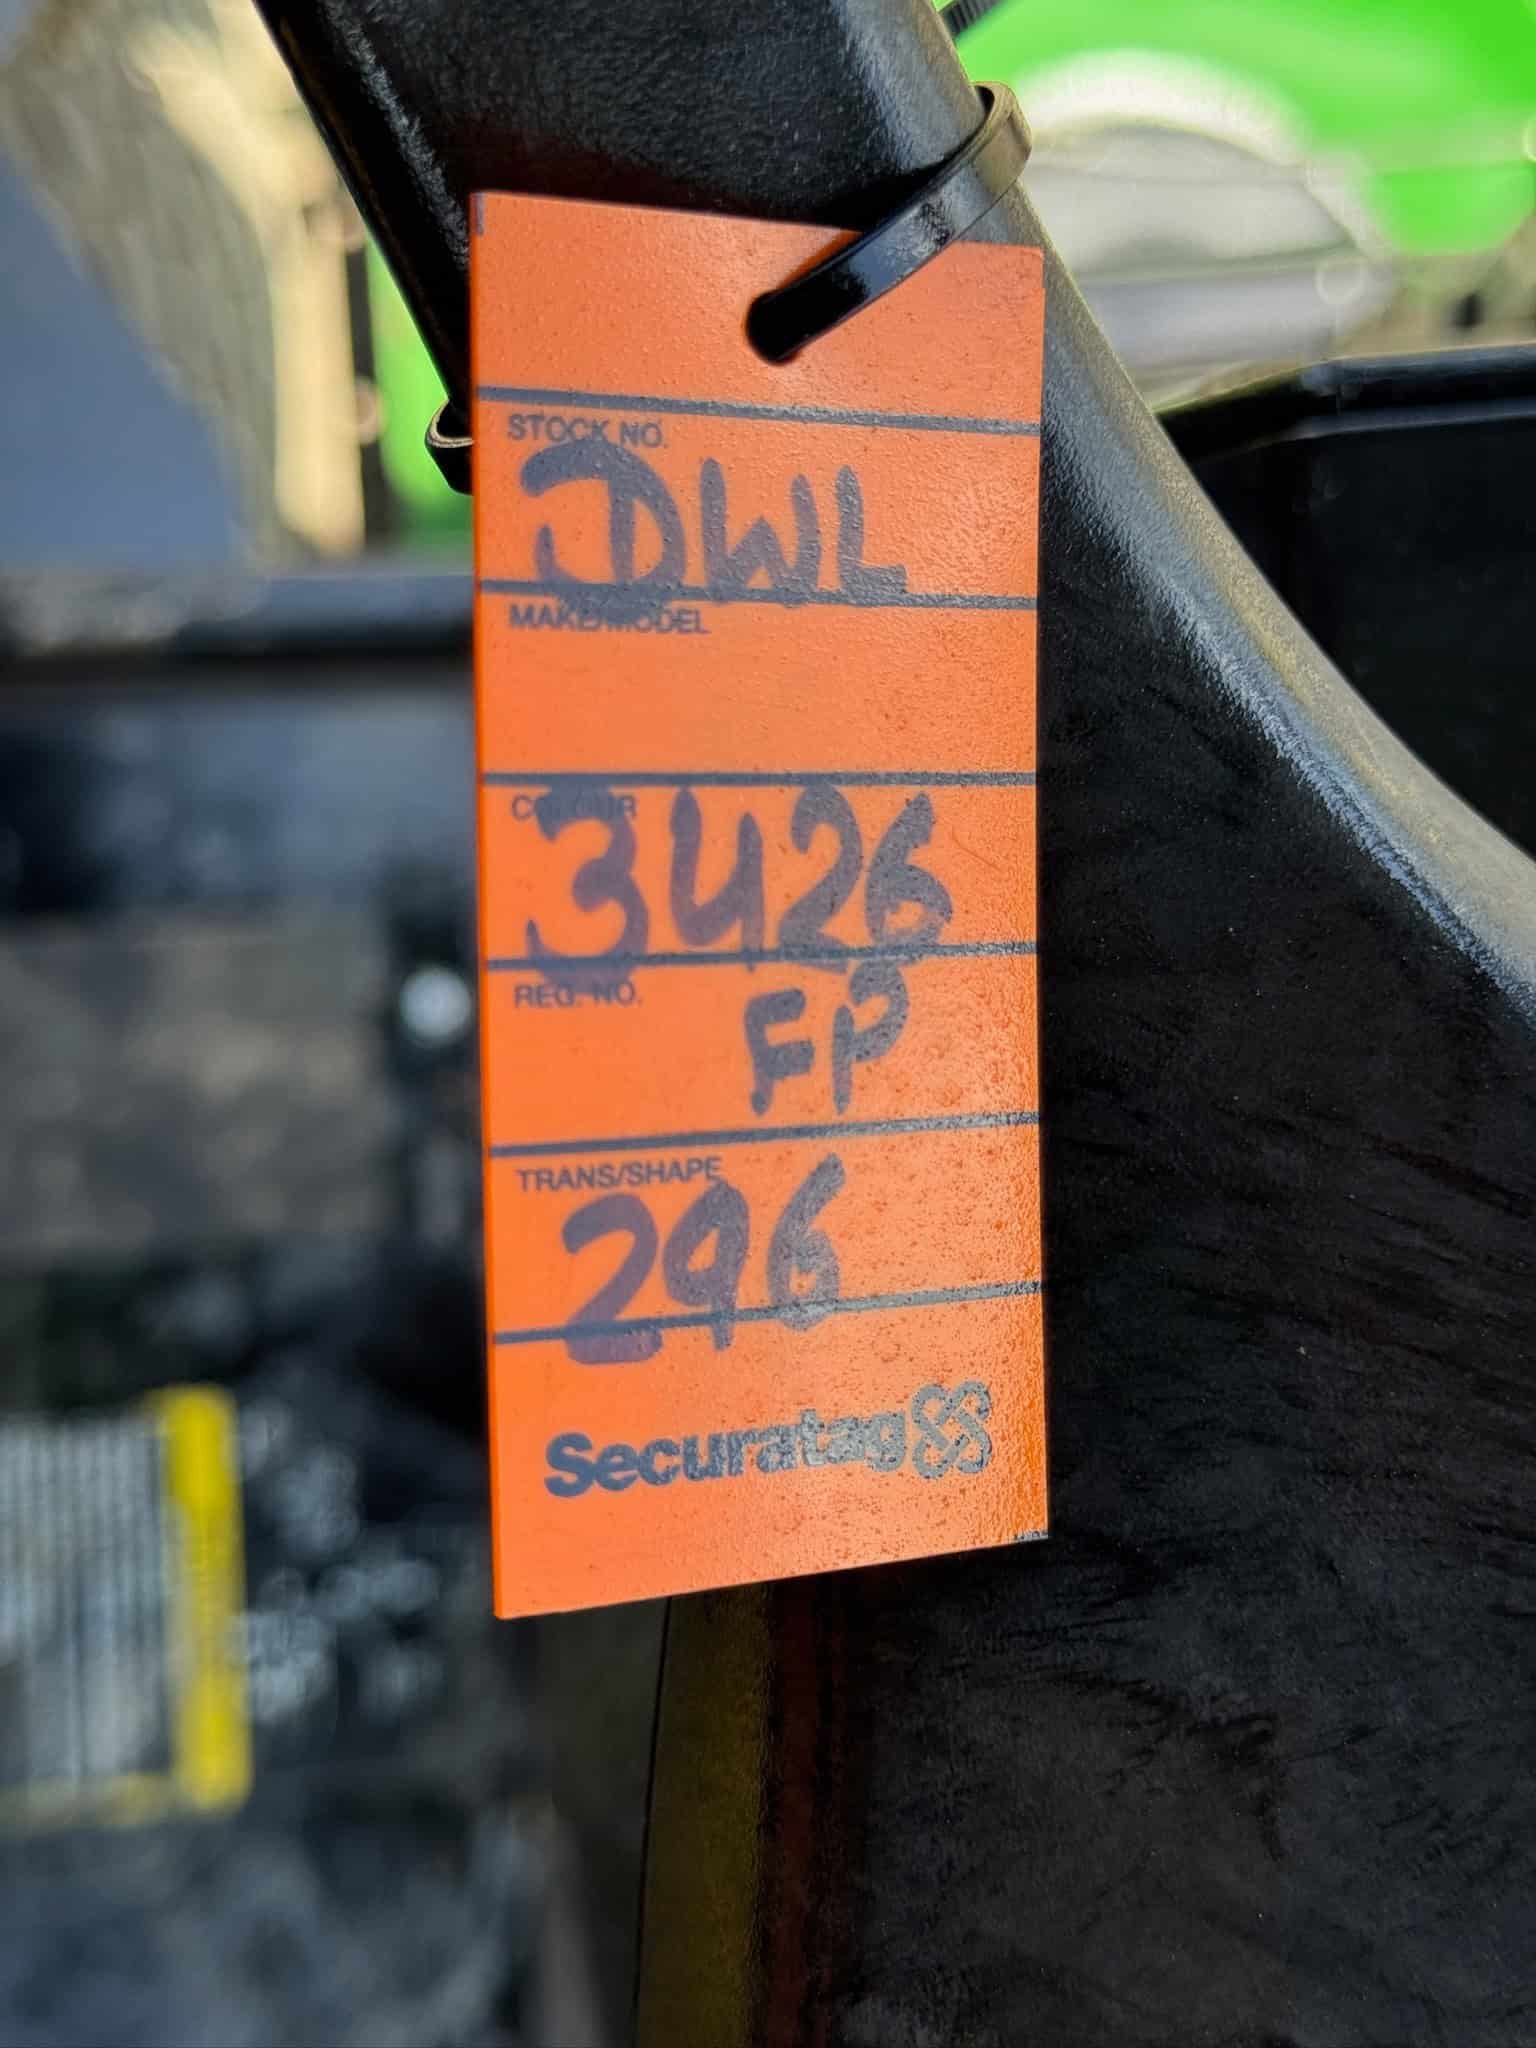 STOCK NO.
DWL
MAKE/MODEL
COLOUR
3426
REG. NO.
FP
TRANS/SHAPE
296
Securatag